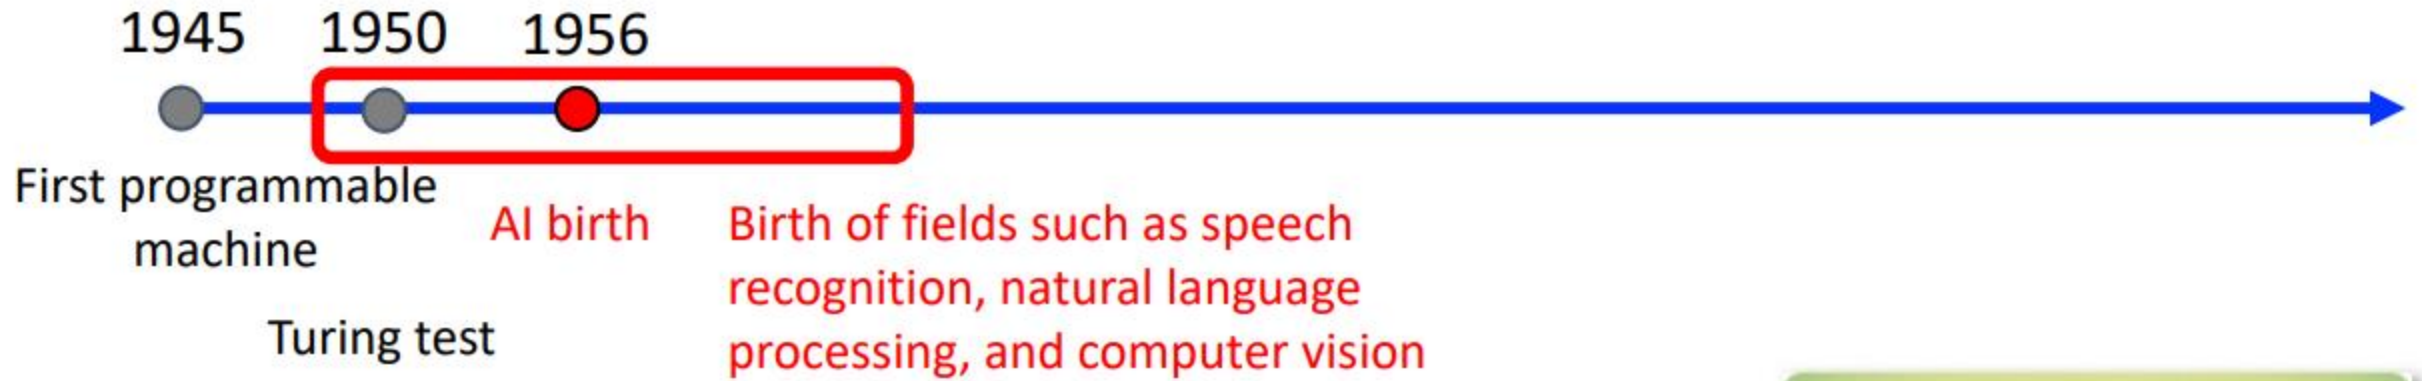 1945 1950 1956
First programmable
machine
Turing test
AI birth
Birth of fields such as speech
recognition, natural language
processing, and computer vision